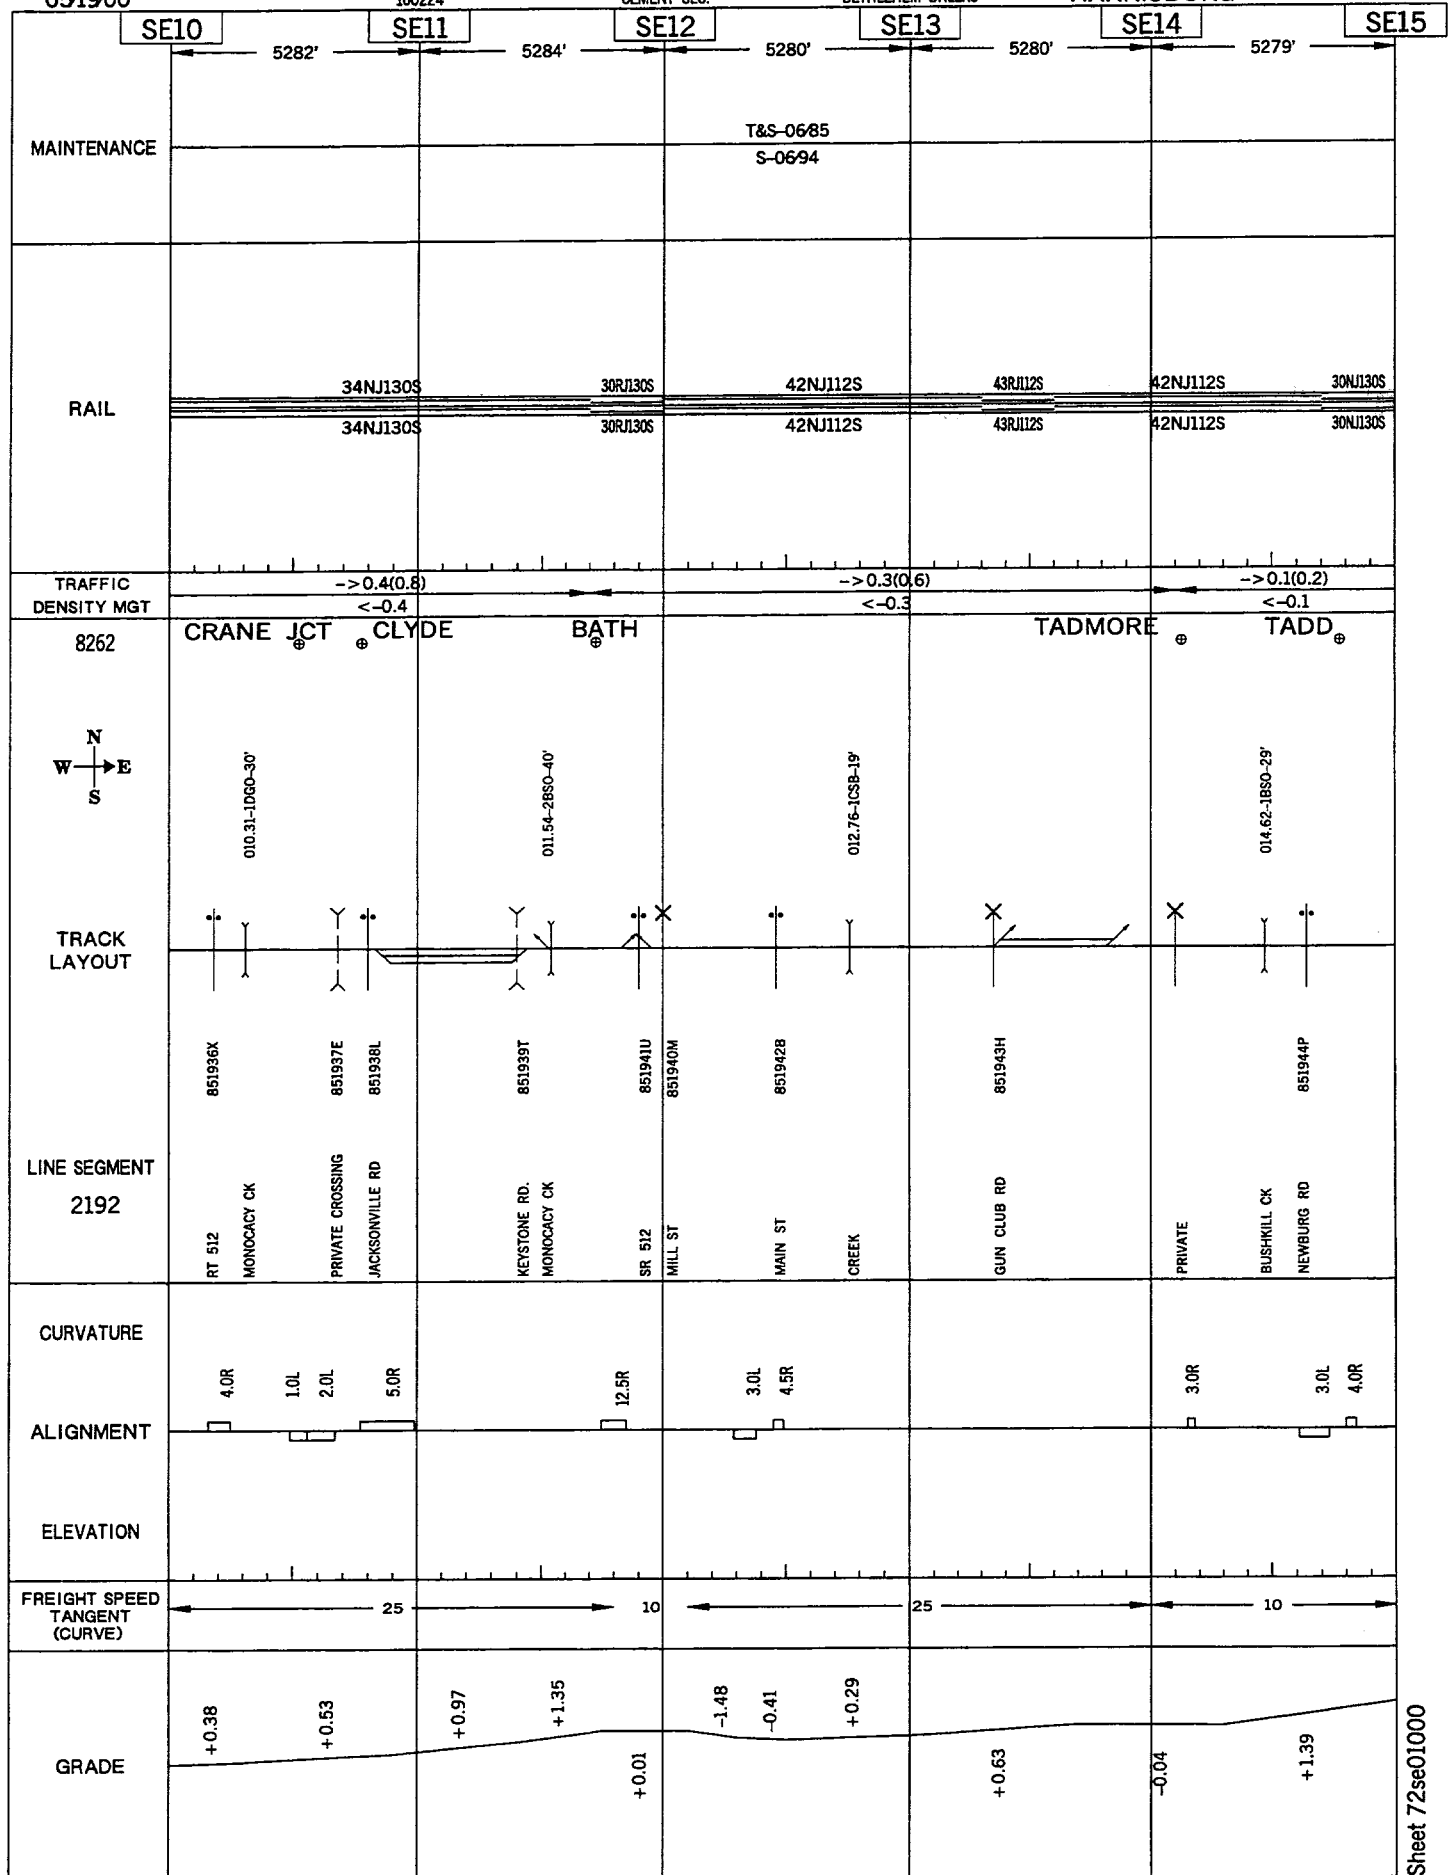 SE10 SE11 SE12 SE13 SE14 SE15
5282' 5284' 5280' 5280' 5279'
MAINTENANCE
T&S-06/85
S-06/94
RAIL
34NJ130S 30RJ130S 42NJ112S 43RJ112S 42NJ112S 30NJ130S
34NJ130S 30RJ130S 42NJ112S 43RJ112S 42NJ112S 30NJ130S
TRAFFIC
DENSITY MGT
->0.4(0.8) ->0.3(0.6) ->0.1(0.2)
<-0.4 <-0.3 <-0.1
8262
CRANE JCT CLYDE BATH TADMORE TADD
N
W E
S
010.31-1DGO-30'
011.54-2BSO-40'
012.76-1CSB-19'
014.62-1BSO-29'
TRACK
LAYOUT
851936X
851937E
851938L
851939T
851941U
851940M
851942B
851943H
851944P
LINE SEGMENT
2192
RT 512
MONOCACY CK
PRIVATE CROSSING
JACKSONVILLE RD
KEYSTONE RD.
MONOCACY CK
SR 512
MILL ST
MAIN ST
CREEK
GUN CLUB RD
PRIVATE
BUSHKILL CK
NEWBURG RD
CURVATURE
4.0R 1.0L 2.0L 5.0R 12.5R 3.0L 4.5R 3.0R 3.0L 4.0R
ALIGNMENT
ELEVATION
FREIGHT SPEED
TANGENT
(CURVE)
25 10 25 10
GRADE
+0.38 +0.53 +0.97 +1.35 +0.01 -1.48 -0.41 +0.29 +0.63 -0.04 +1.39
Sheet 72se01000